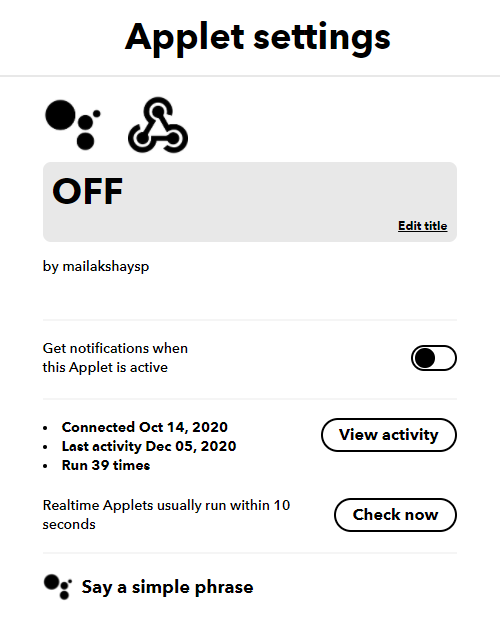 Applet settings
OFF
Edit title
by mailakshaysp
Get notifications when
this Applet is active
• Connected Oct 14, 2020
• Last activity Dec 05, 2020
• Run 39 times
View activity
Realtime Applets usually run within 10
seconds
Check now
Say a simple phrase